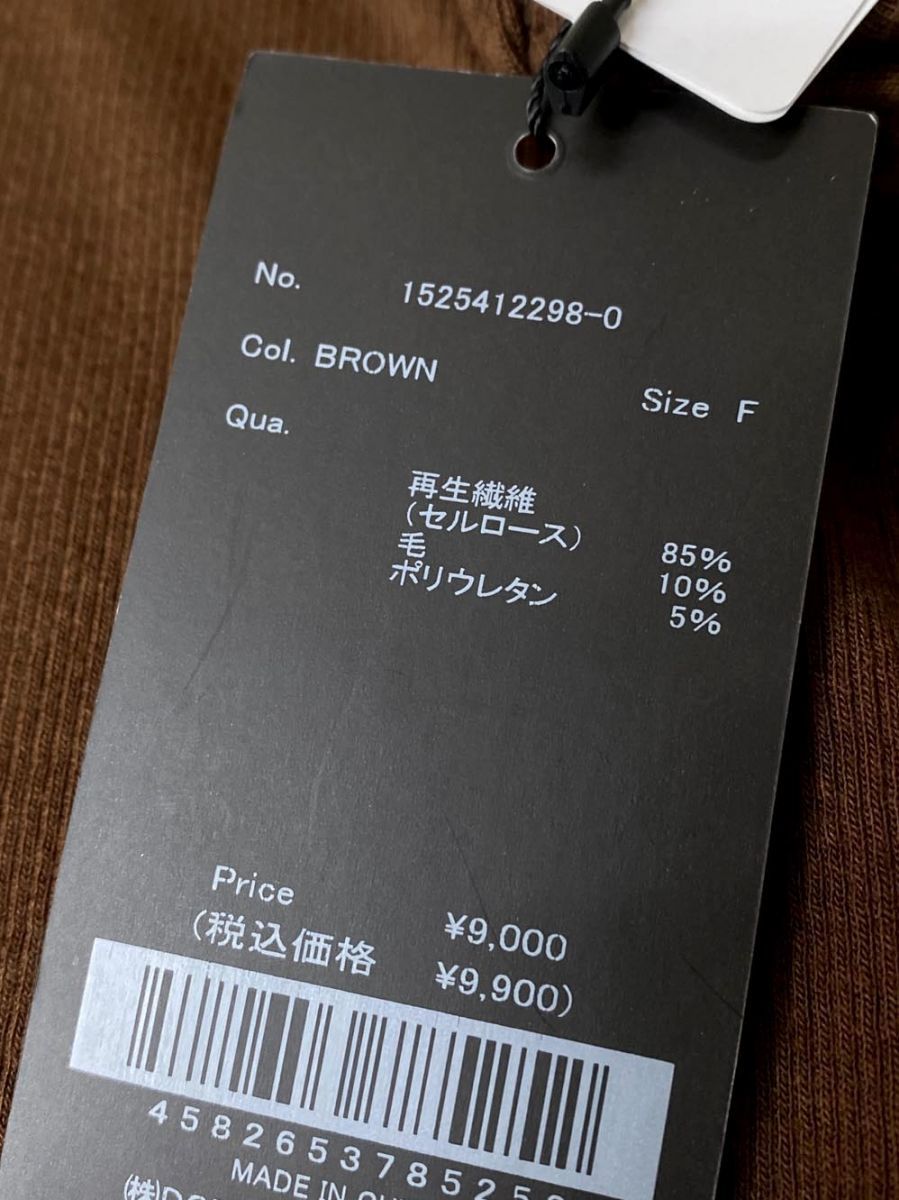 No. 1525412298-0
Col. BROWN
Size F
Qua.
再生繊維
(セルロース) 85%
毛 10%
ポリウレタン 5%
Price ¥9,000
(税込価格 ¥9,900)
MADE IN